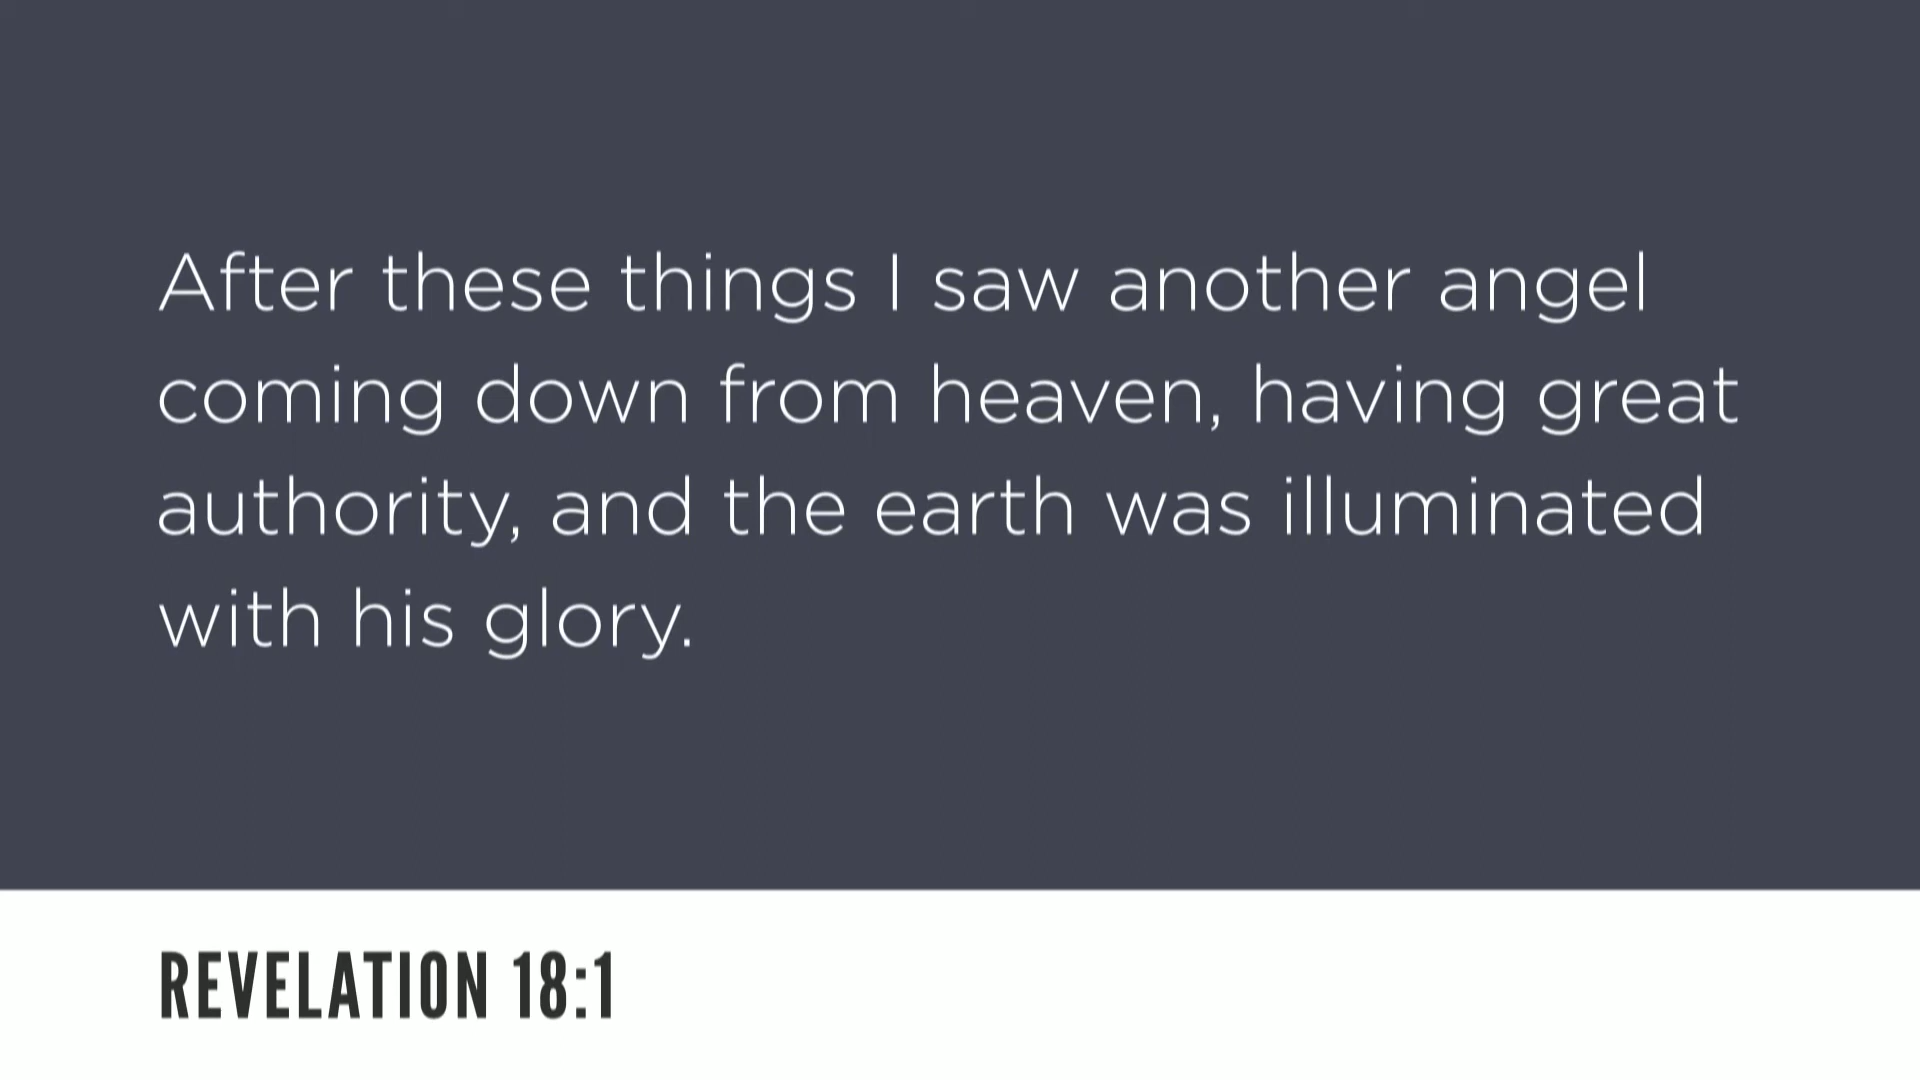 After these things I saw another angel
coming down from heaven, having great
authority, and the earth was illuminated
with his glory.
REVELATION 18:1